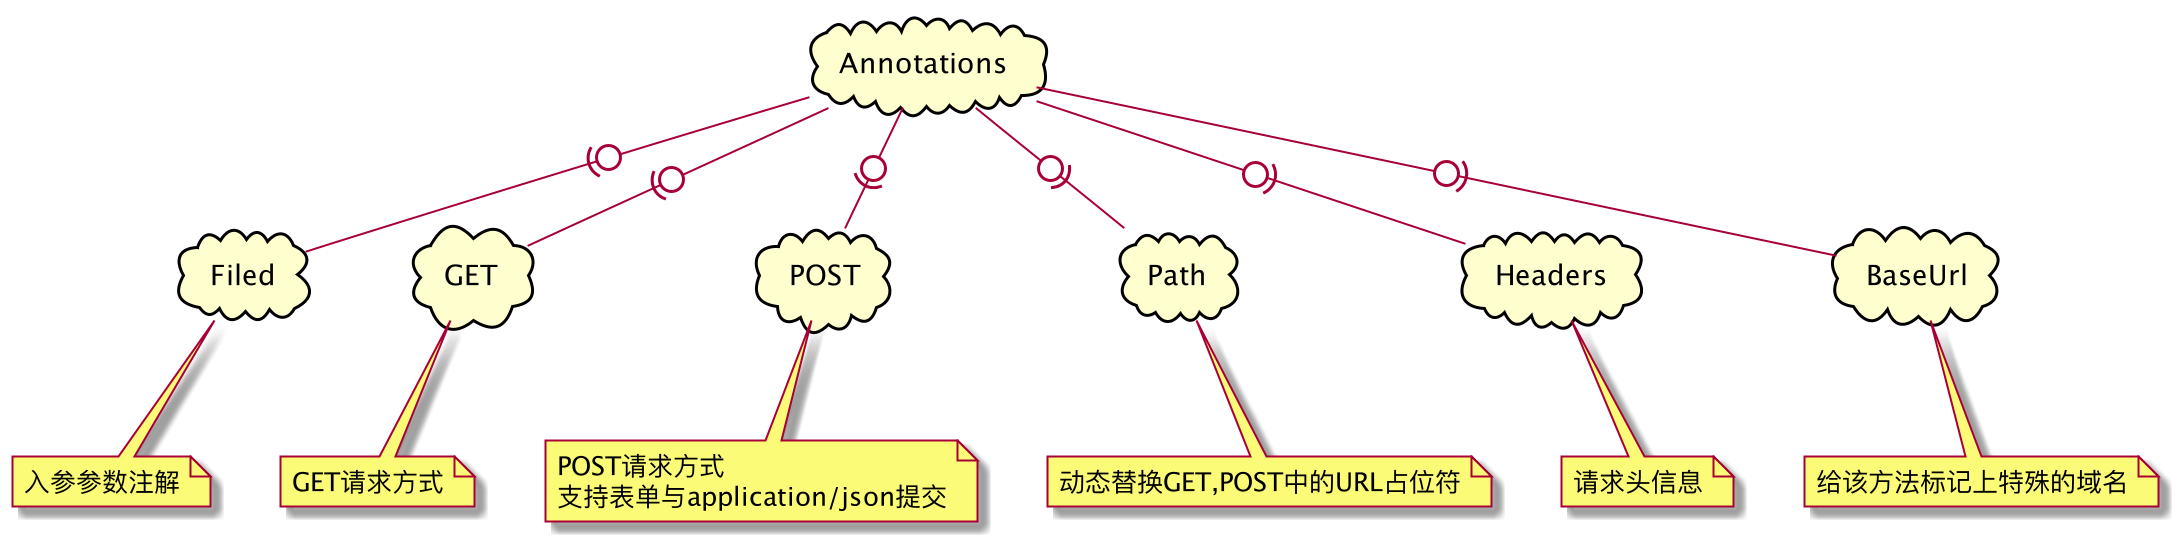 Annotations
Filed
GET
POST
Path
Headers
BaseUrl
入参参数注解
GET请求方式
POST请求方式
支持表单与application/json提交
动态替换GET,POST中的URL占位符
请求头信息
给该方法标记上特殊的域名